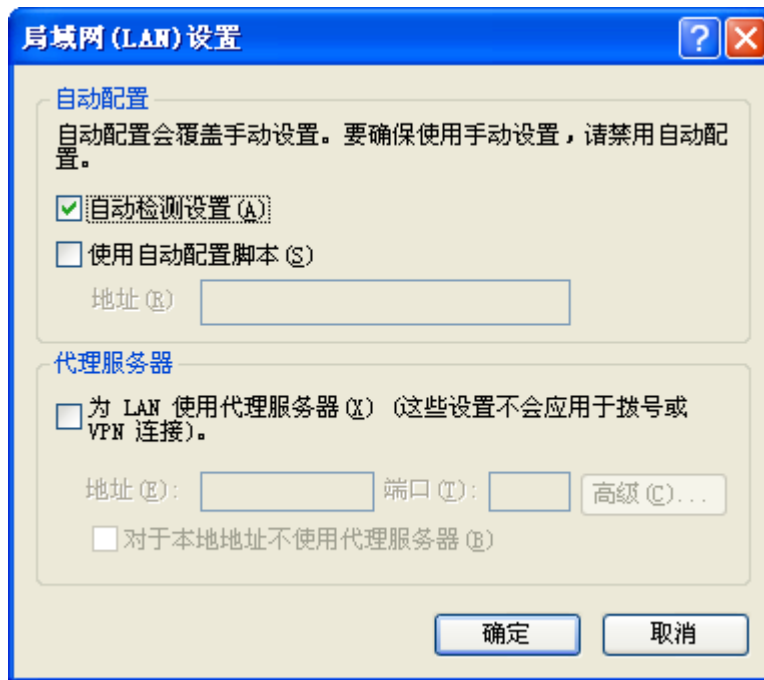 局域网(LAN)设置
自动配置
自动配置会覆盖手动设置。要确保使用手动设置，请禁用自动配
置。
自动检测设置(A)
使用自动配置脚本(S)
地址(R)
代理服务器
为 LAN 使用代理服务器(X) (这些设置不会应用于拨号或
VPN 连接)。
地址(E): 端口(T): 高级(C)...
对于本地地址不使用代理服务器(B)
确定 取消